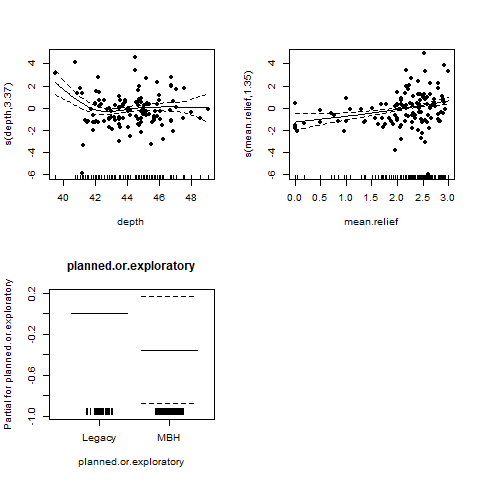 s(depth,3.37)
4
2
0
-2
-4
-6
40 42 44 46 48
depth
s(mean.relief,1.35)
4
2
0
-2
-4
-6
0.0 0.5 1.0 1.5 2.0 2.5 3.0
mean.relief
planned.or.exploratory
Partial for planned.or.exploratory
0.2
-0.2
-0.6
-1.0
Legacy MBH
planned.or.exploratory